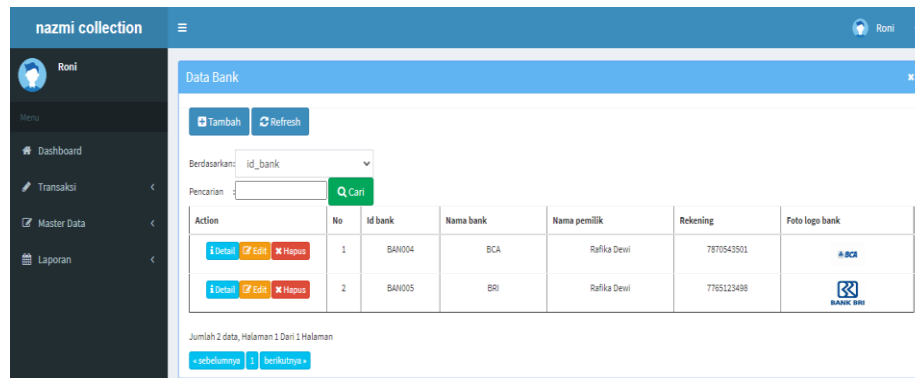 nazmi collection
Roni
Roni
Menu
Dashboard
Transaksi
Master Data
Laporan
Data Bank
Tambah Refresh
Berdasarkan: id_bank
Pencarian : Cari
Action No Id bank Nama bank Nama pemilik Rekening Foto logo bank
Detail Edit Hapus 1 BAN004 BCA Rafika Dewi 7870543501 BCA
Detail Edit Hapus 2 BAN005 BRI Rafika Dewi 7765123498 BANK BRI
Jumlah 2 data, Halaman 1 Dari 1 Halaman
« sebelumnya 1 berikutnya »